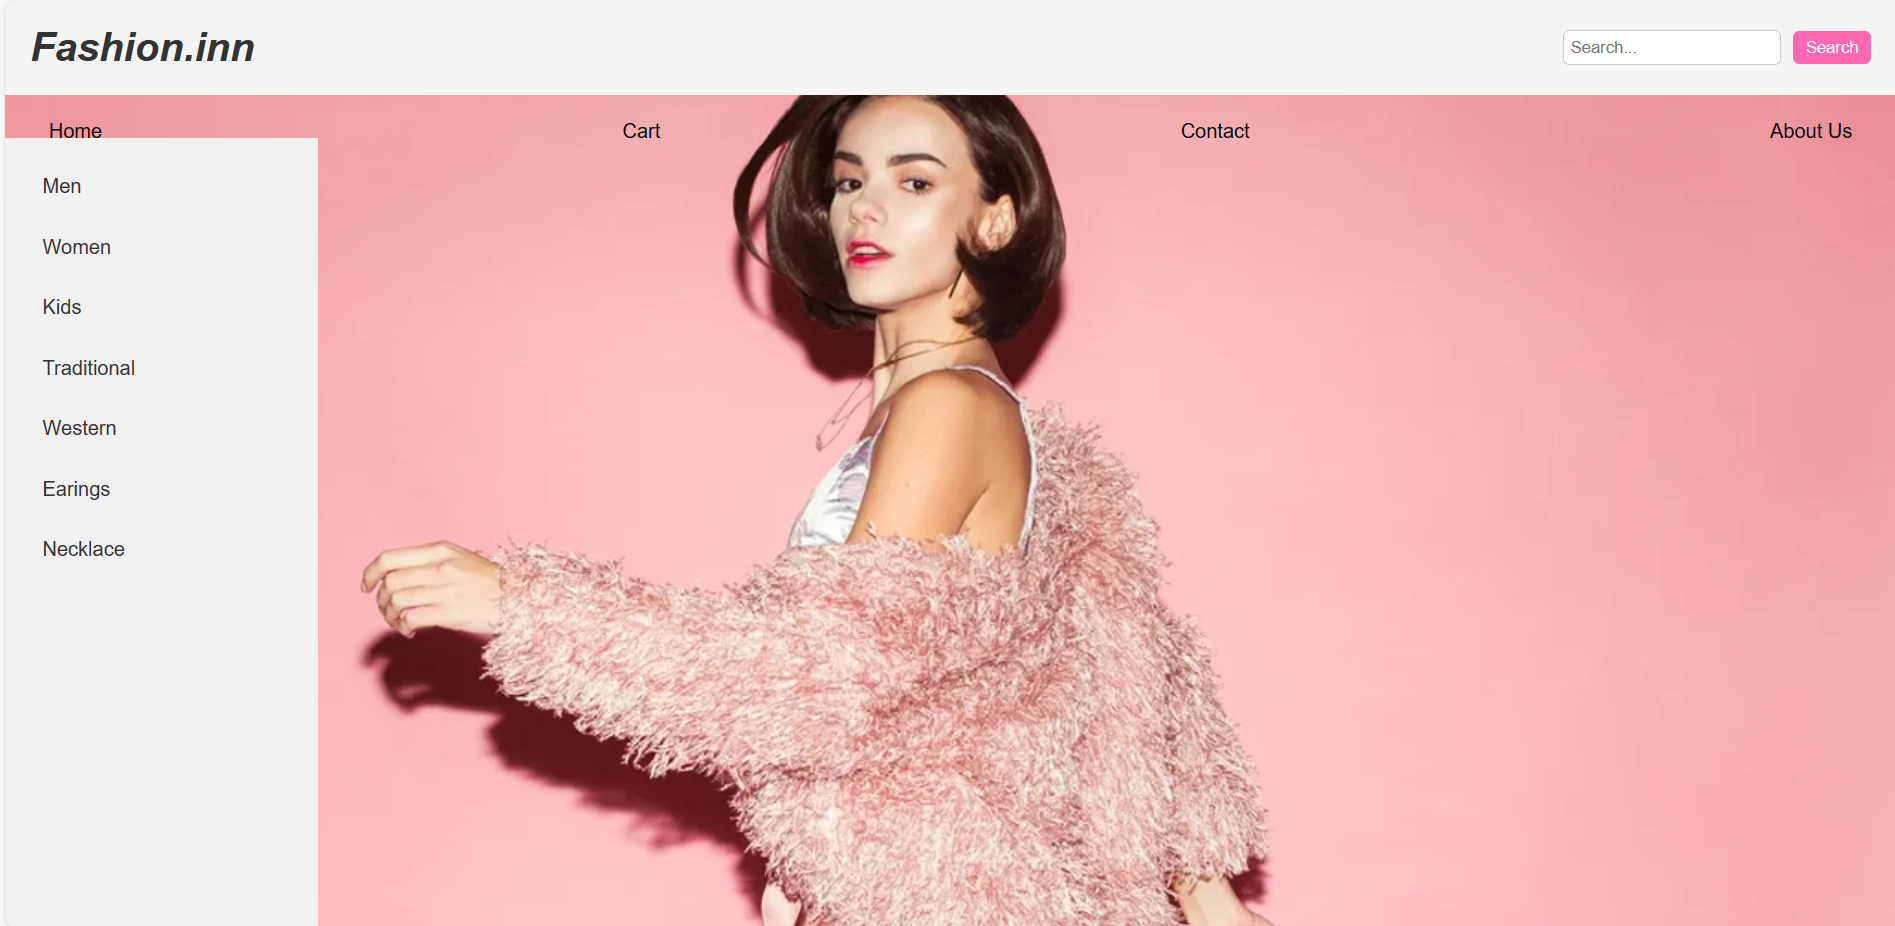 Fashion.inn
Search...
Search
Home
Cart
Contact
About Us
Men
Women
Kids
Traditional
Western
Earings
Necklace